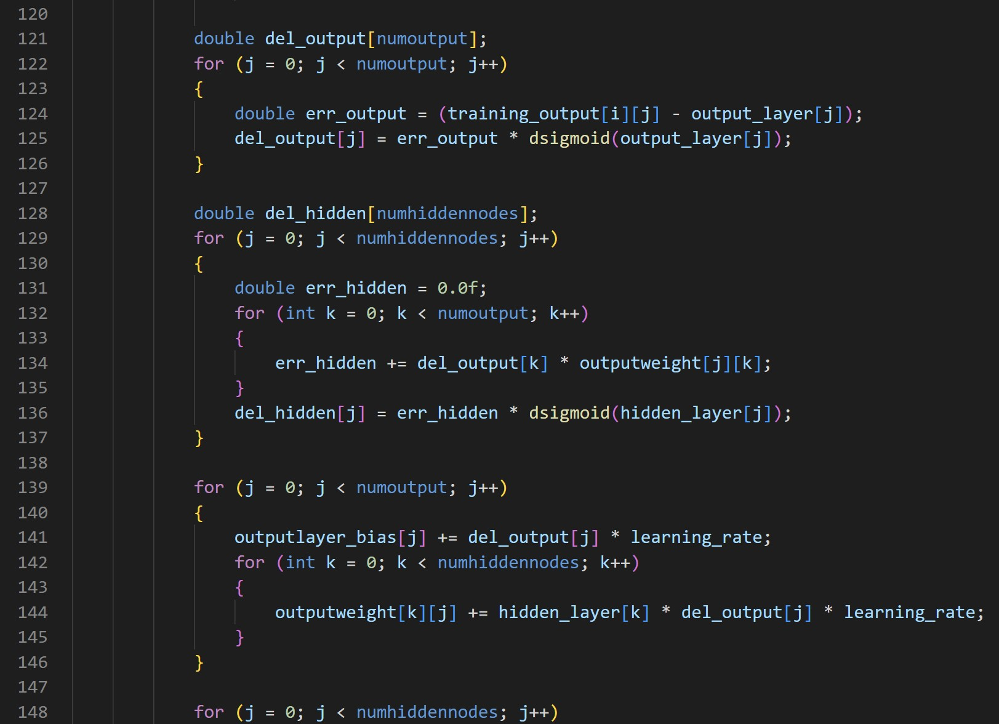 120
121 double del_output[numoutput];
122 for (j = 0; j < numoutput; j++)
123 {
124 double err_output = (training_output[i][j] - output_layer[j]);
125 del_output[j] = err_output * dsigmoid(output_layer[j]);
126 }
127
128 double del_hidden[numhiddennodes];
129 for (j = 0; j < numhiddennodes; j++)
130 {
131 double err_hidden = 0.0f;
132 for (int k = 0; k < numoutput; k++)
133 {
134 err_hidden += del_output[k] * outputweight[j][k];
135 }
136 del_hidden[j] = err_hidden * dsigmoid(hidden_layer[j]);
137 }
138
139 for (j = 0; j < numoutput; j++)
140 {
141 outputlayer_bias[j] += del_output[j] * learning_rate;
142 for (int k = 0; k < numhiddennodes; k++)
143 {
144 outputweight[k][j] += hidden_layer[k] * del_output[j] * learning_rate;
145 }
146 }
147
148 for (j = 0; j < numhiddennodes; j++)